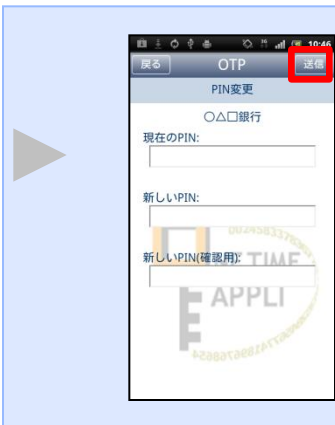 10:46
戻る OTP 送信
PIN変更
○△□銀行
現在のPIN:
新しいPIN:
新しいPIN(確認用):
TIME
APPLI